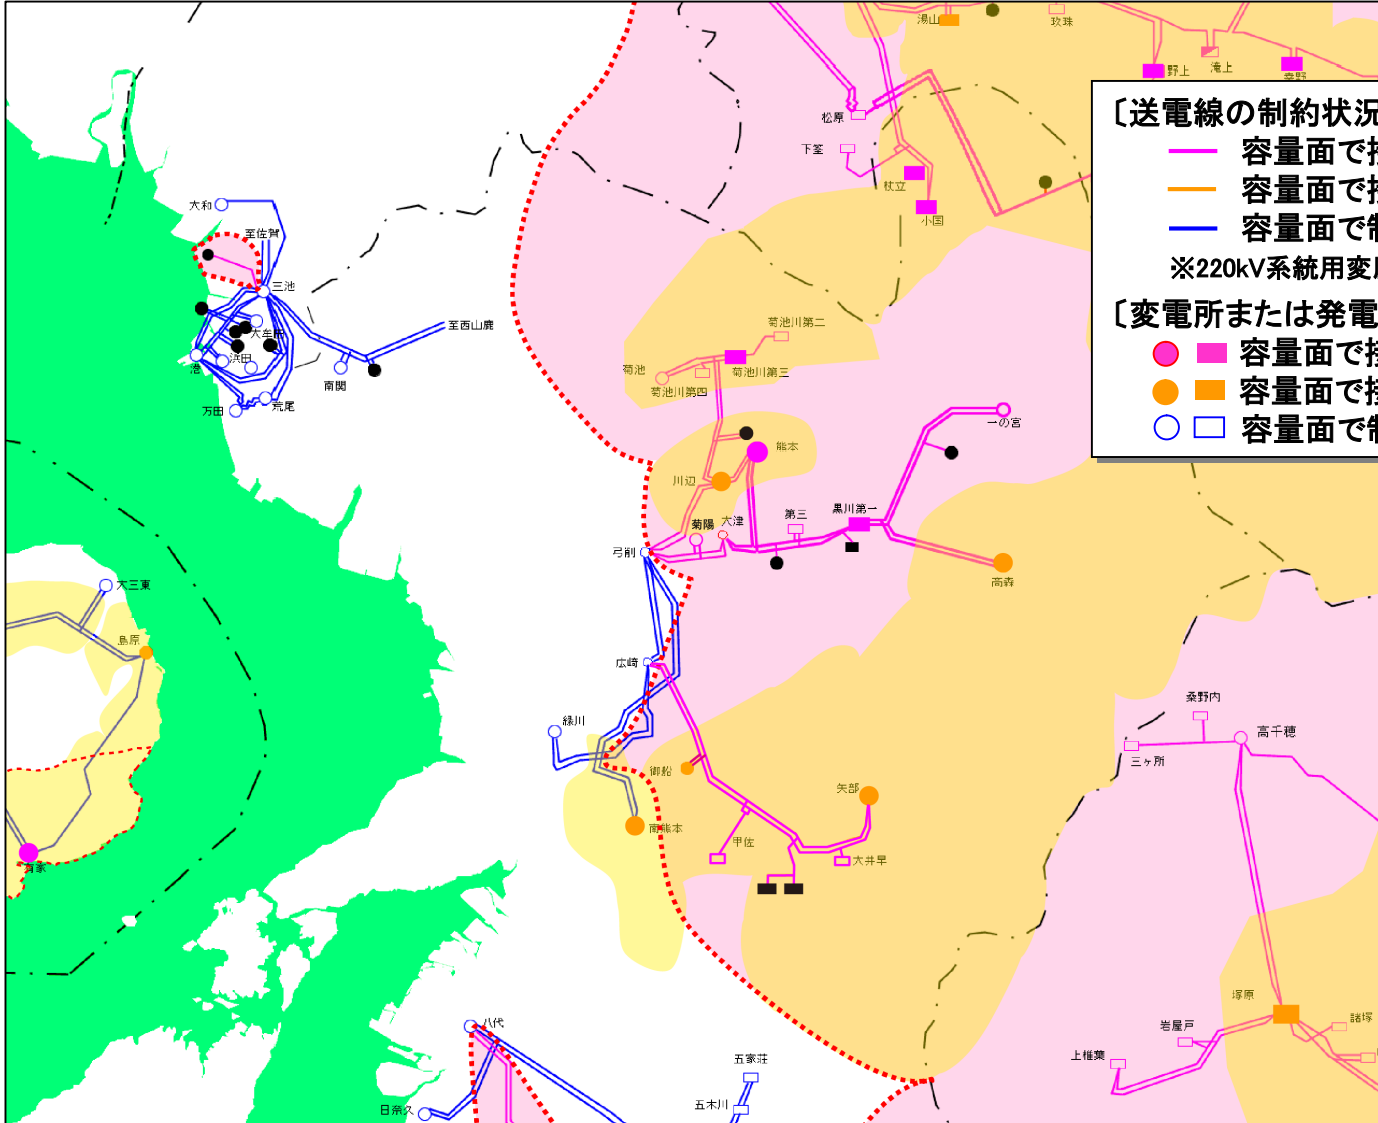 湯山
玖珠
野上
滝上
〔送電線の制約状況
容量面で接
容量面で接
容量面で制
※220kV系統用変
〔変電所または発電
容量面で接
容量面で接
容量面で制
松原
下筌
杖立
小国
大和
至佐賀
三池
大牟田
浜田
港
万田
荒尾
南関
至西山鹿
菊池川第二
菊池
菊池川第三
菊池川第四
一の宮
熊本
川辺
菊陽
大津
第三
黒川第一
弓削
高森
大三東
島原
広崎
緑川
御船
南熊本
甲佐
矢部
大井早
有家
桑野内
三ヶ所
高千穂
塚原
諸塚
岩屋戸
上椎葉
八代
日奈久
五家荘
五木川